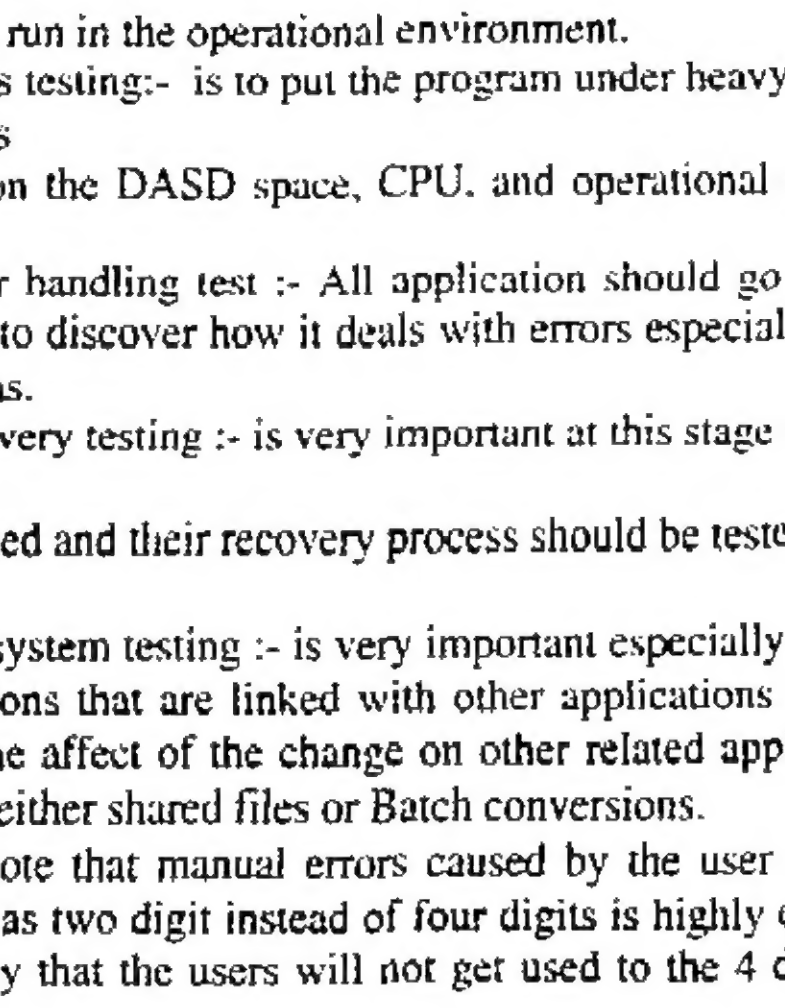 run in the operational environment.
s testing:- is to put the program under heavy
s
on the DASD space, CPU. and operational
r handling test :- All application should go
to discover how it deals with errors especial
ns.
very testing :- is very important at this stage
ed and their recovery process should be teste
system testing :- is very important especially
ons that are linked with other applications
he affect of the change on other related app
either shared files or Batch conversions.
ote that manual errors caused by the user
as two digit instead of four digits is highly
y that the users will not get used to the 4 d